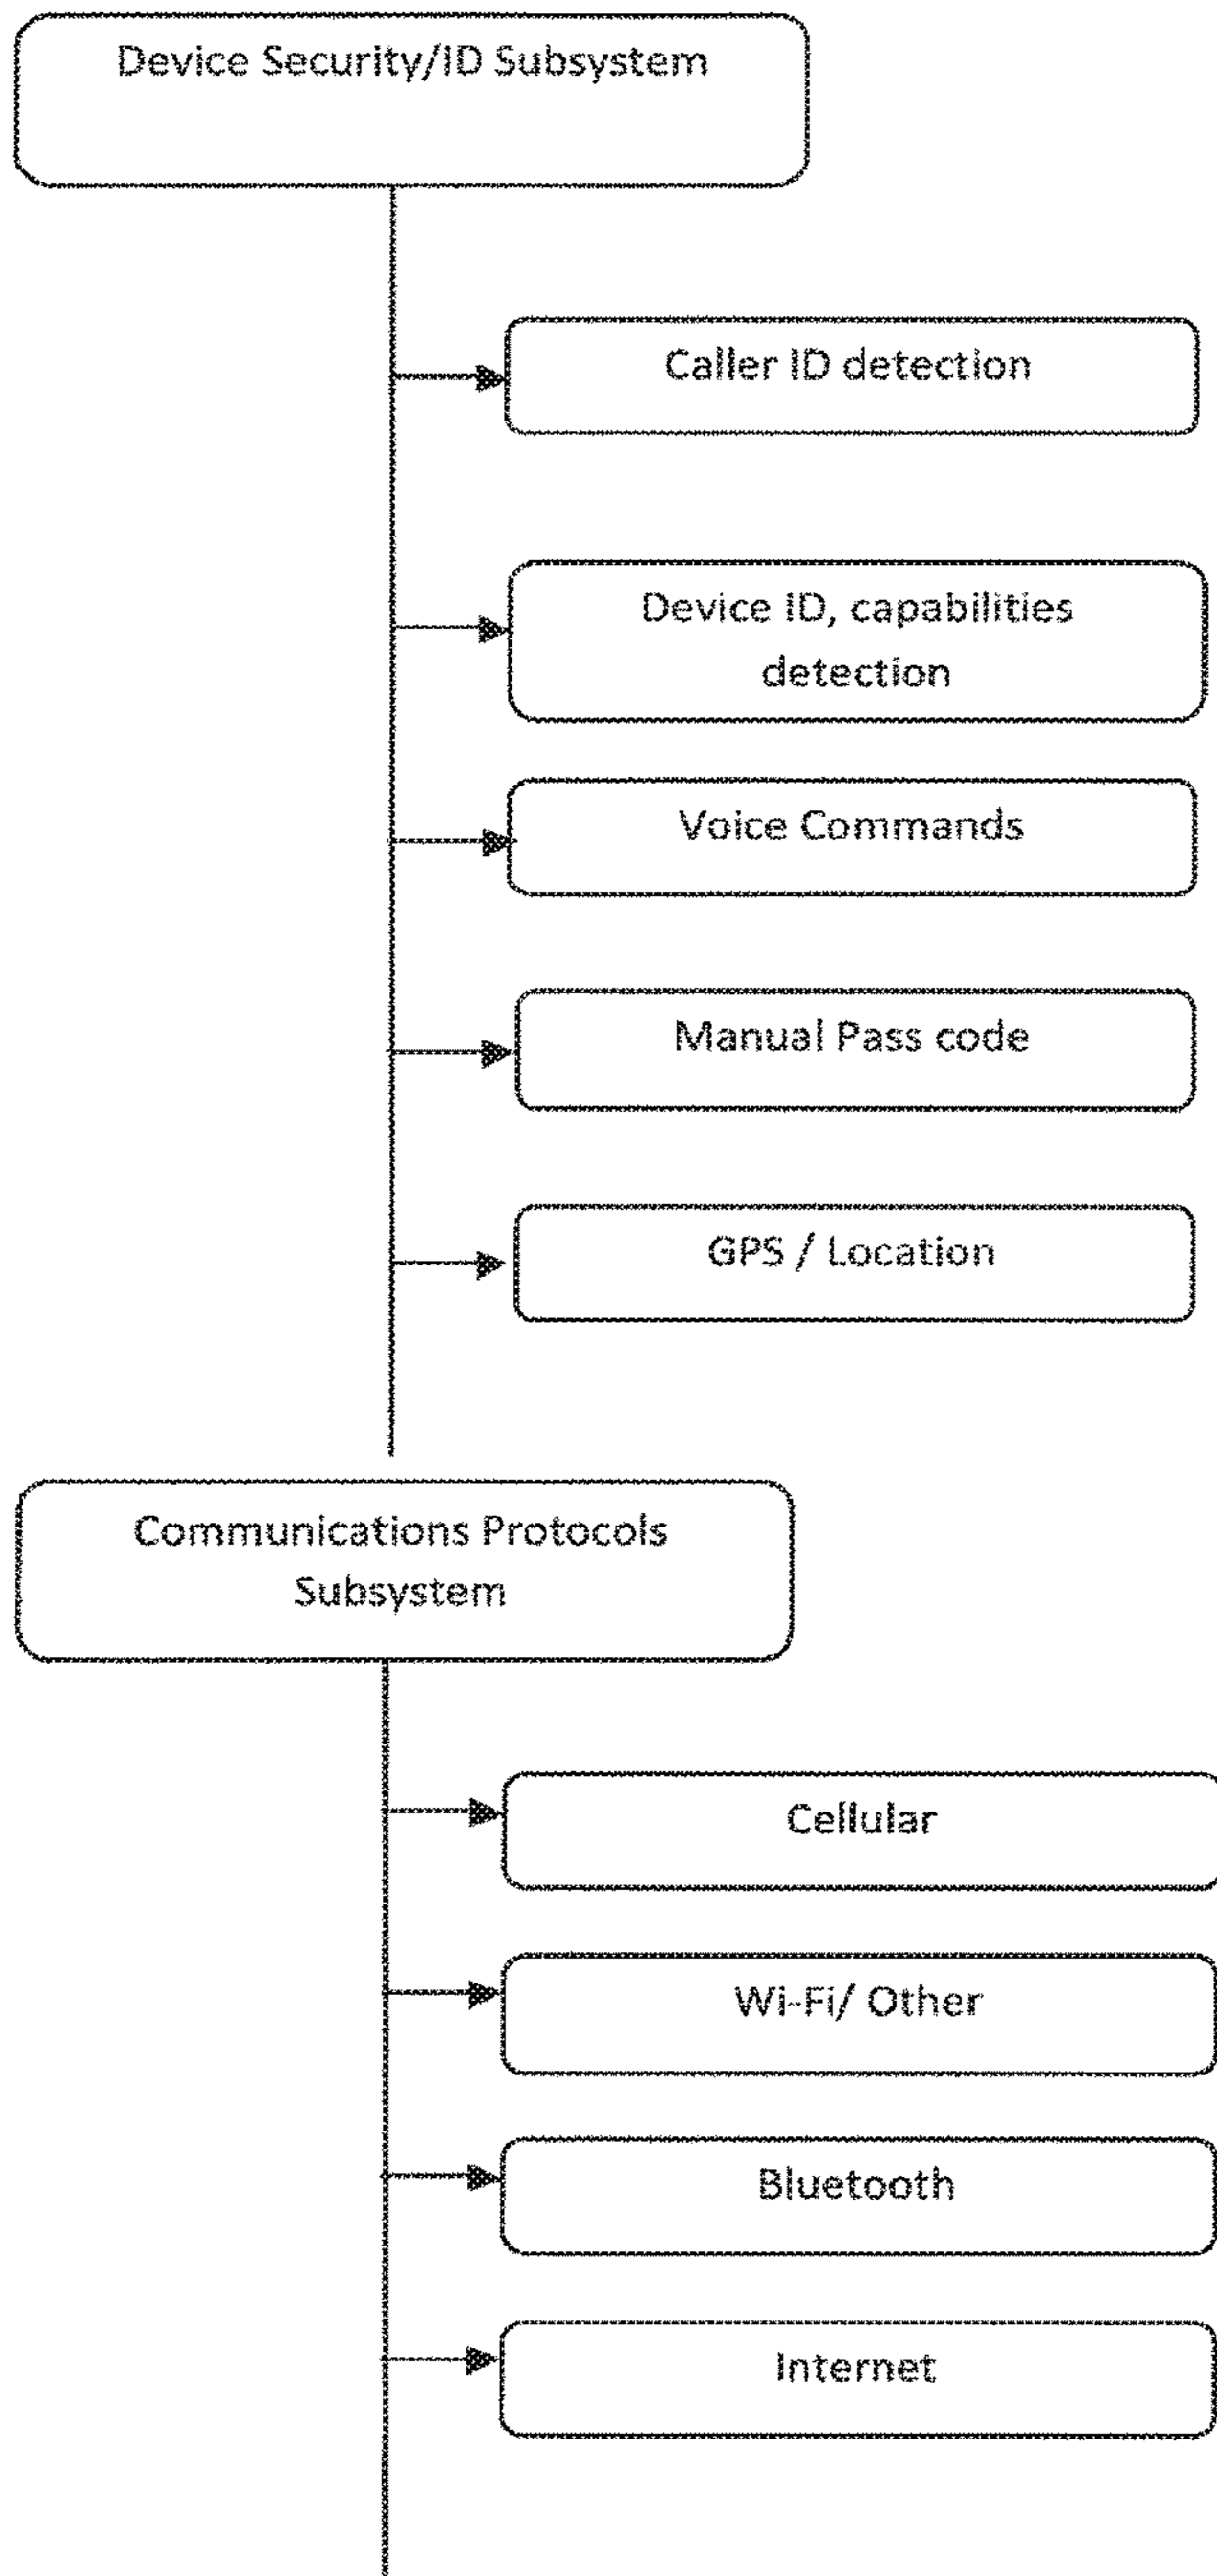 Device Security/ID Subsystem
Caller ID detection
Device ID, capabilities
detection
Voice Commands
Manual Pass code
GPS / Location
Communications Protocols
Subsystem
Cellular
Wi-Fi/ Other
Bluetooth
Internet